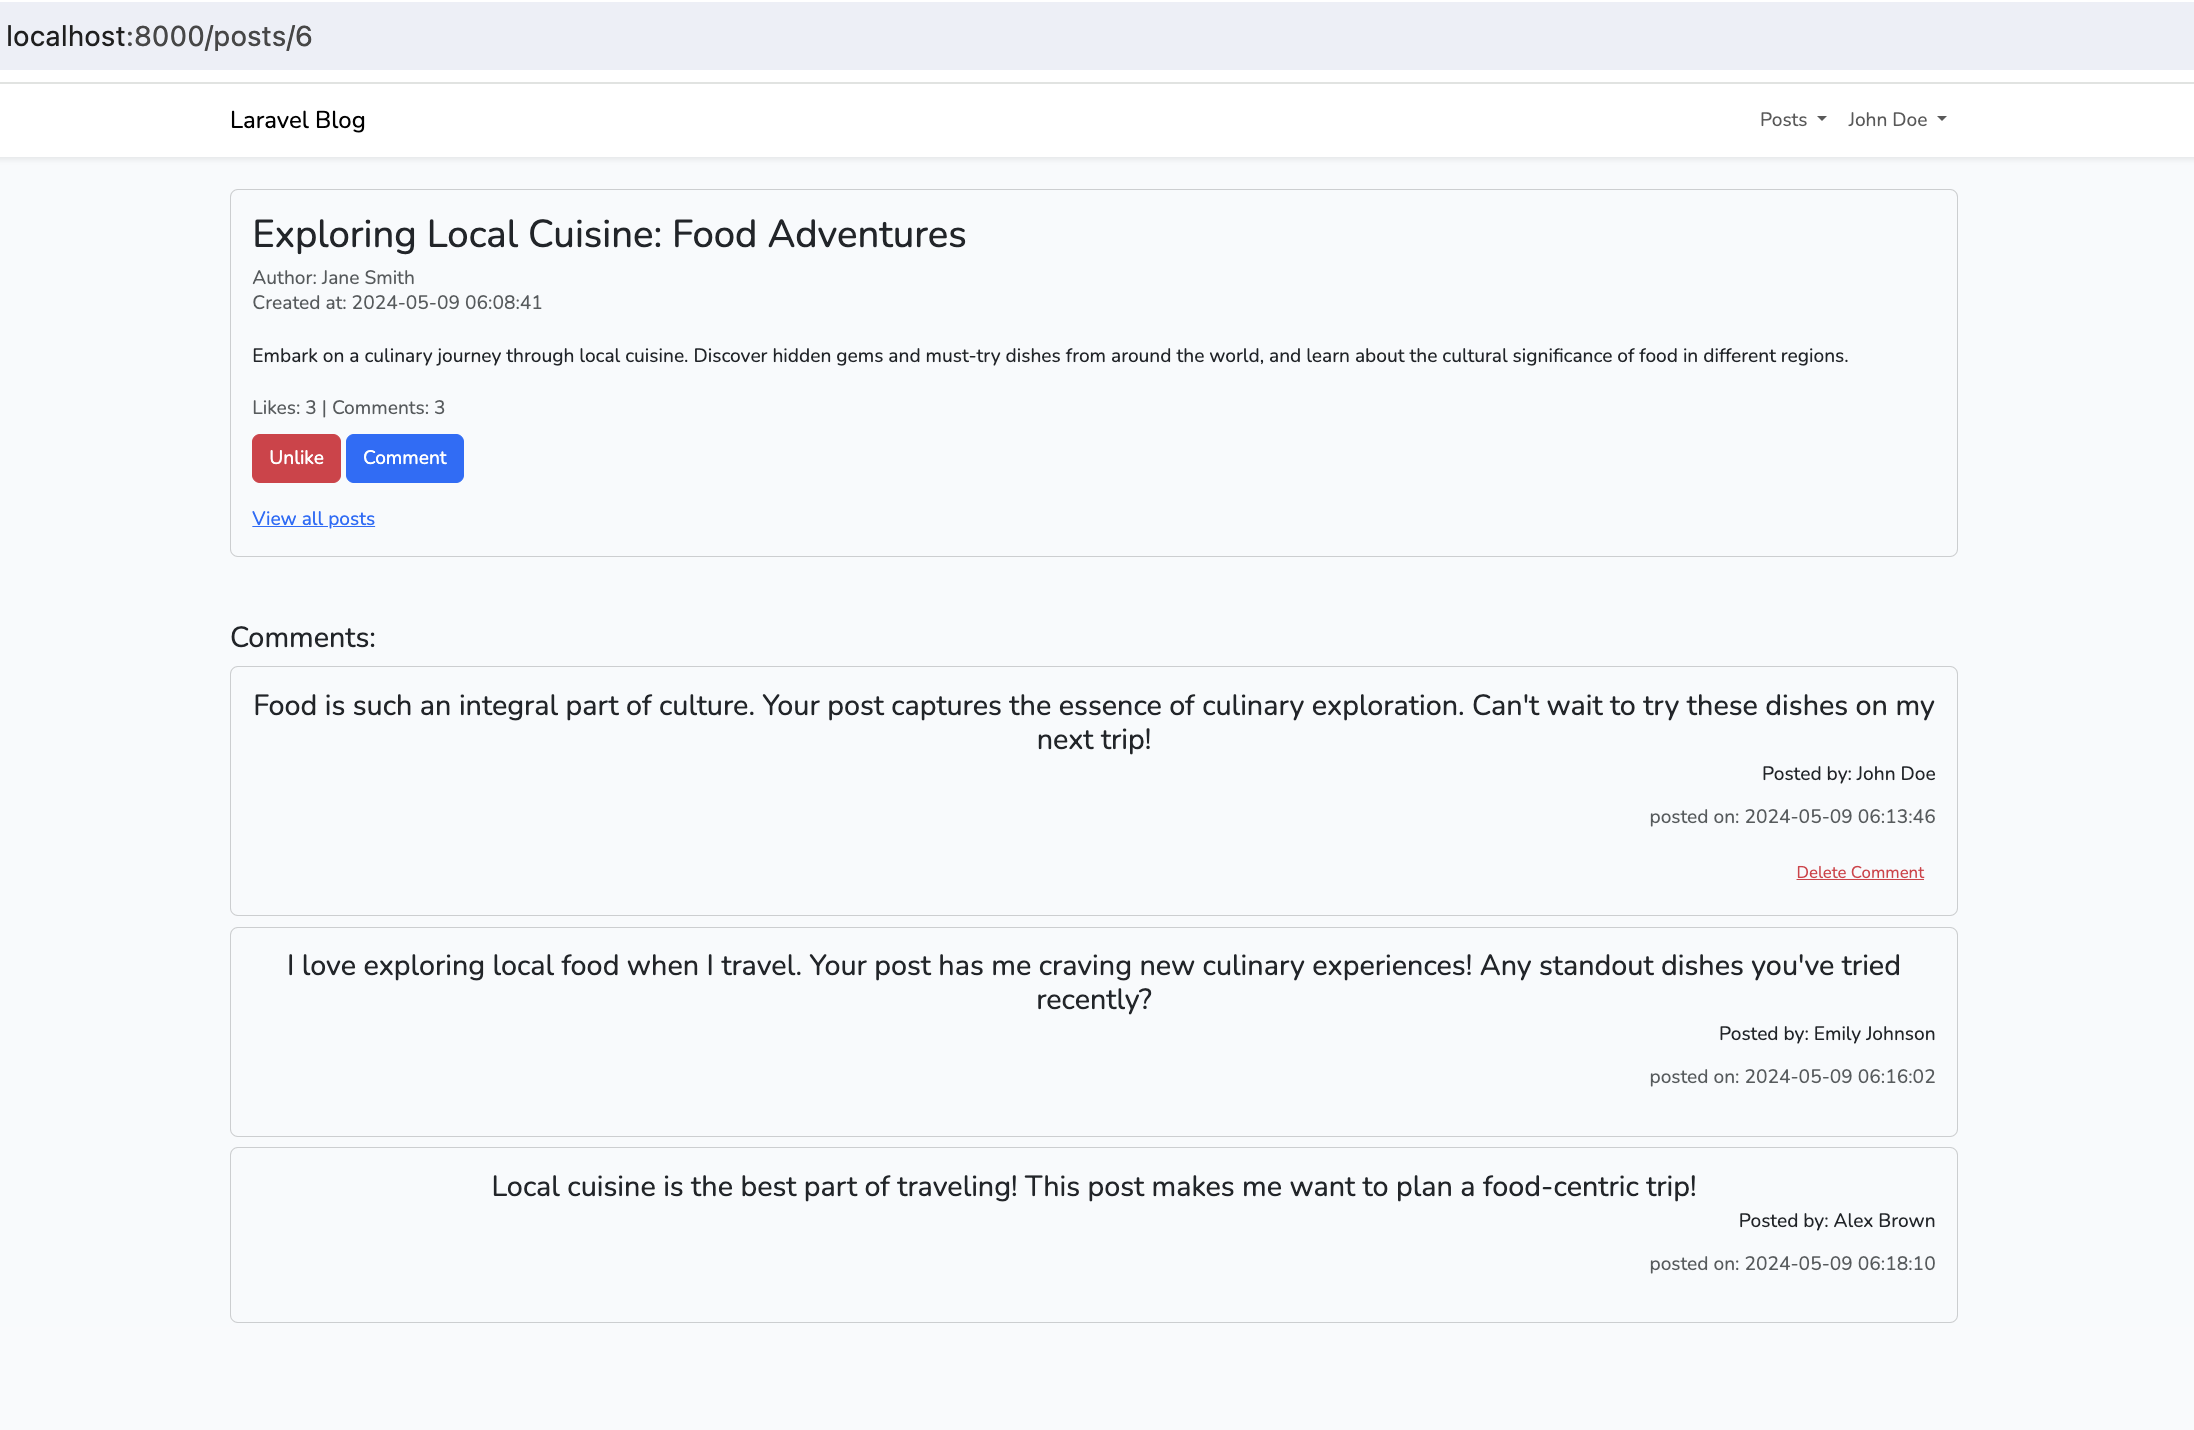 localhost:8000/posts/6
Laravel Blog
Posts
John Doe
Exploring Local Cuisine: Food Adventures
Author: Jane Smith
Created at: 2024-05-09 06:08:41
Embark on a culinary journey through local cuisine. Discover hidden gems and must-try dishes from around the world, and learn about the cultural significance of food in different regions.
Likes: 3 | Comments: 3
Unlike
Comment
View all posts
Comments:
Food is such an integral part of culture. Your post captures the essence of culinary exploration. Can't wait to try these dishes on my
next trip!
Posted by: John Doe
posted on: 2024-05-09 06:13:46
Delete Comment
I love exploring local food when I travel. Your post has me craving new culinary experiences! Any standout dishes you've tried
recently?
Posted by: Emily Johnson
posted on: 2024-05-09 06:16:02
Local cuisine is the best part of traveling! This post makes me want to plan a food-centric trip!
Posted by: Alex Brown
posted on: 2024-05-09 06:18:10